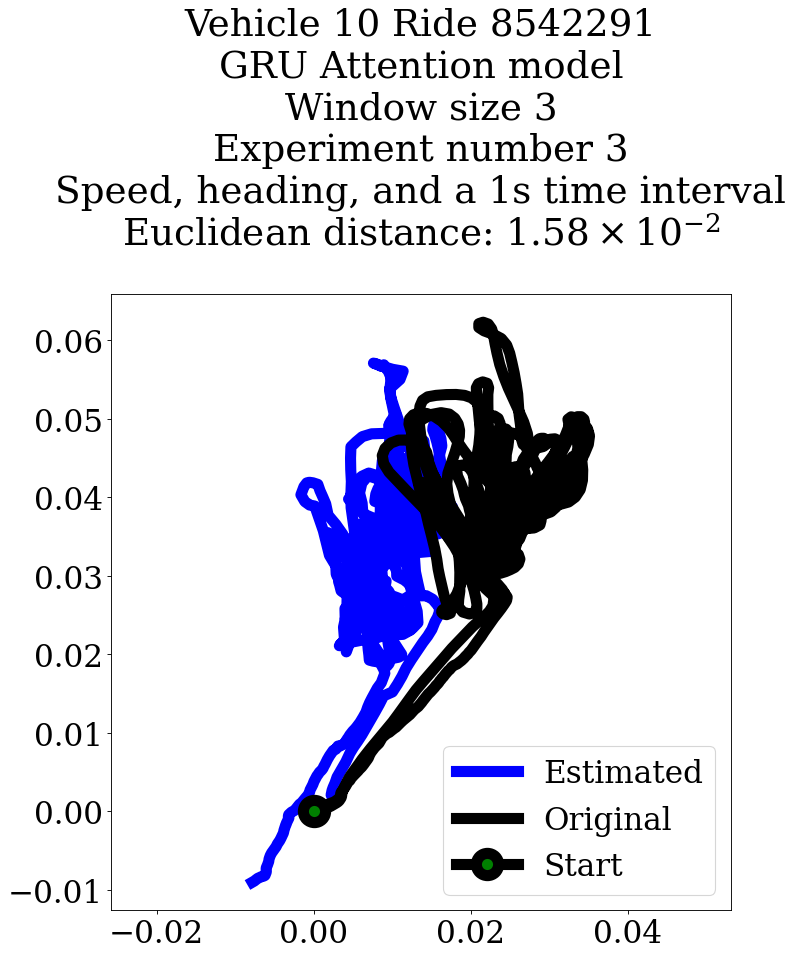 Vehicle 10 Ride 8542291
GRU Attention model
Window size 3
Experiment number 3
Speed, heading, and a 1s time interval
Euclidean distance: 1.58 × 10⁻²
0.06
0.05
0.04
0.03
0.02
0.01
0.00
−0.01
−0.02
0.00
0.02
0.04
Estimated
Original
Start